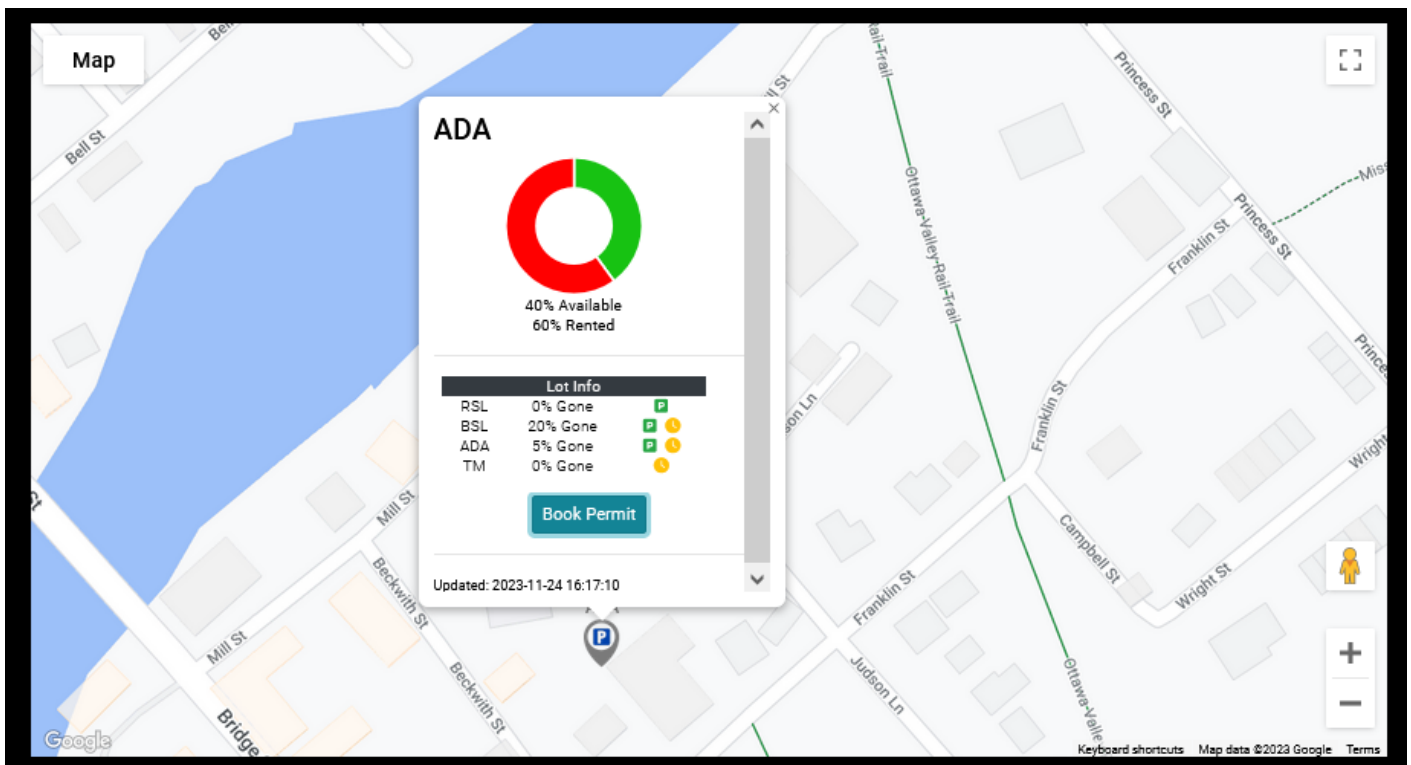 Map
Bell St
Princess St
Ottawa-Valley-Rail-Trail
ADA
40% Available
60% Rented
Lot Info
RSL 0% Gone P
BSL 20% Gone P
ADA 5% Gone P
TM 0% Gone
Book Permit
Updated: 2023-11-24 16:17:10
P
Princess St
Franklin St
Franklin St
Wright
Mill St
Campbell St
Wright St
Beckwith St
Franklin St
Mill St
Beckwith St
Judson Ln
Bridge
Google
Keyboard shortcuts Map data ©2023 Google Terms